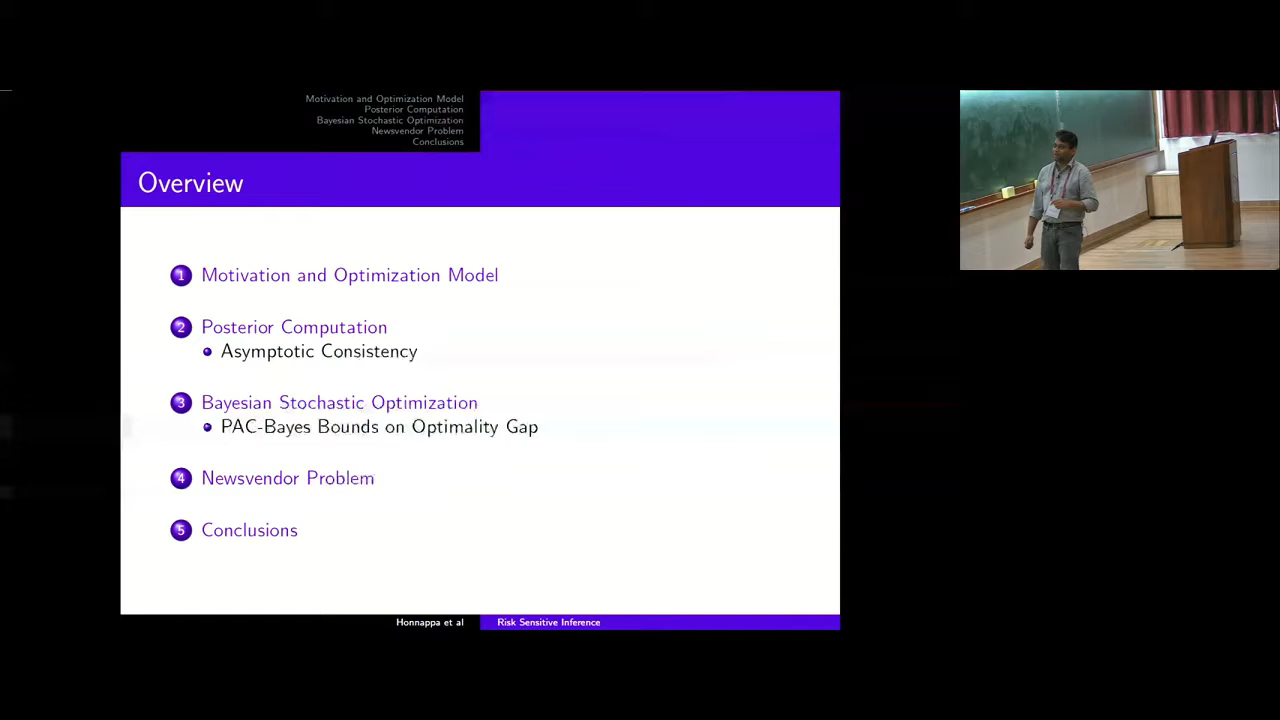 Motivation and Optimization Model
Posterior Computation
Bayesian Stochastic Optimization
Newsvendor Problem
Conclusions
Overview
1 Motivation and Optimization Model
2 Posterior Computation
Asymptotic Consistency
3 Bayesian Stochastic Optimization
PAC-Bayes Bounds on Optimality Gap
4 Newsvendor Problem
5 Conclusions
Honnappa et al
Risk Sensitive Inference